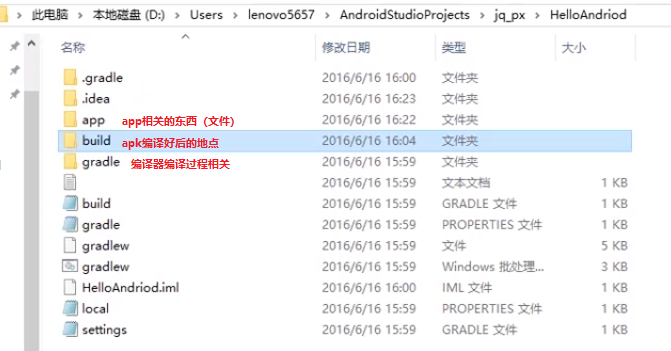 此电脑 > 本地磁盘 (D:) > Users > lenovo5657 > AndroidStudioProjects > jq_px > HelloAndriod
名称 修改日期 类型 大小
.gradle 2016/6/16 16:00 文件夹
.idea 2016/6/16 16:23 文件夹
app app相关的东西（文件） 2016/6/16 16:22 文件夹
build apk编译好后的地点 2016/6/16 16:04 文件夹
gradle 编译器编译过程相关 2016/6/16 15:59 文件夹
2016/6/16 15:59 文本文档 1 KB
build 2016/6/16 15:59 GRADLE 文件 1 KB
gradle 2016/6/16 15:59 PROPERTIES 文件 1 KB
gradlew 2016/6/16 15:59 文件 5 KB
gradlew 2016/6/16 15:59 Windows 批处理... 3 KB
HelloAndriod.iml 2016/6/16 16:00 IML 文件 1 KB
local 2016/6/16 15:59 PROPERTIES 文件 1 KB
settings 2016/6/16 15:59 GRADLE 文件 1 KB